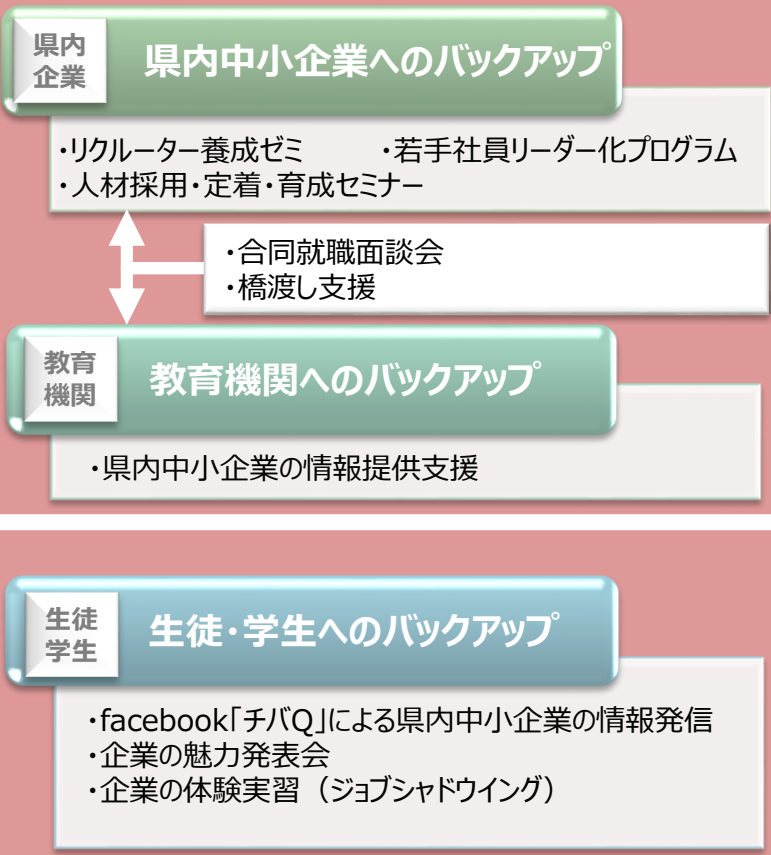 県内
企業
県内中小企業へのバックアップ
・リクルーター養成ゼミ　　・若手社員リーダー化プログラム
・人材採用・定着・育成セミナー
・合同就職面談会
・橋渡し支援
教育
機関
教育機関へのバックアップ
・県内中小企業の情報提供支援
生徒
学生
生徒・学生へのバックアップ
・facebook「チバQ」による県内中小企業の情報発信
・企業の魅力発表会
・企業の体験実習（ジョブシャドウイング）